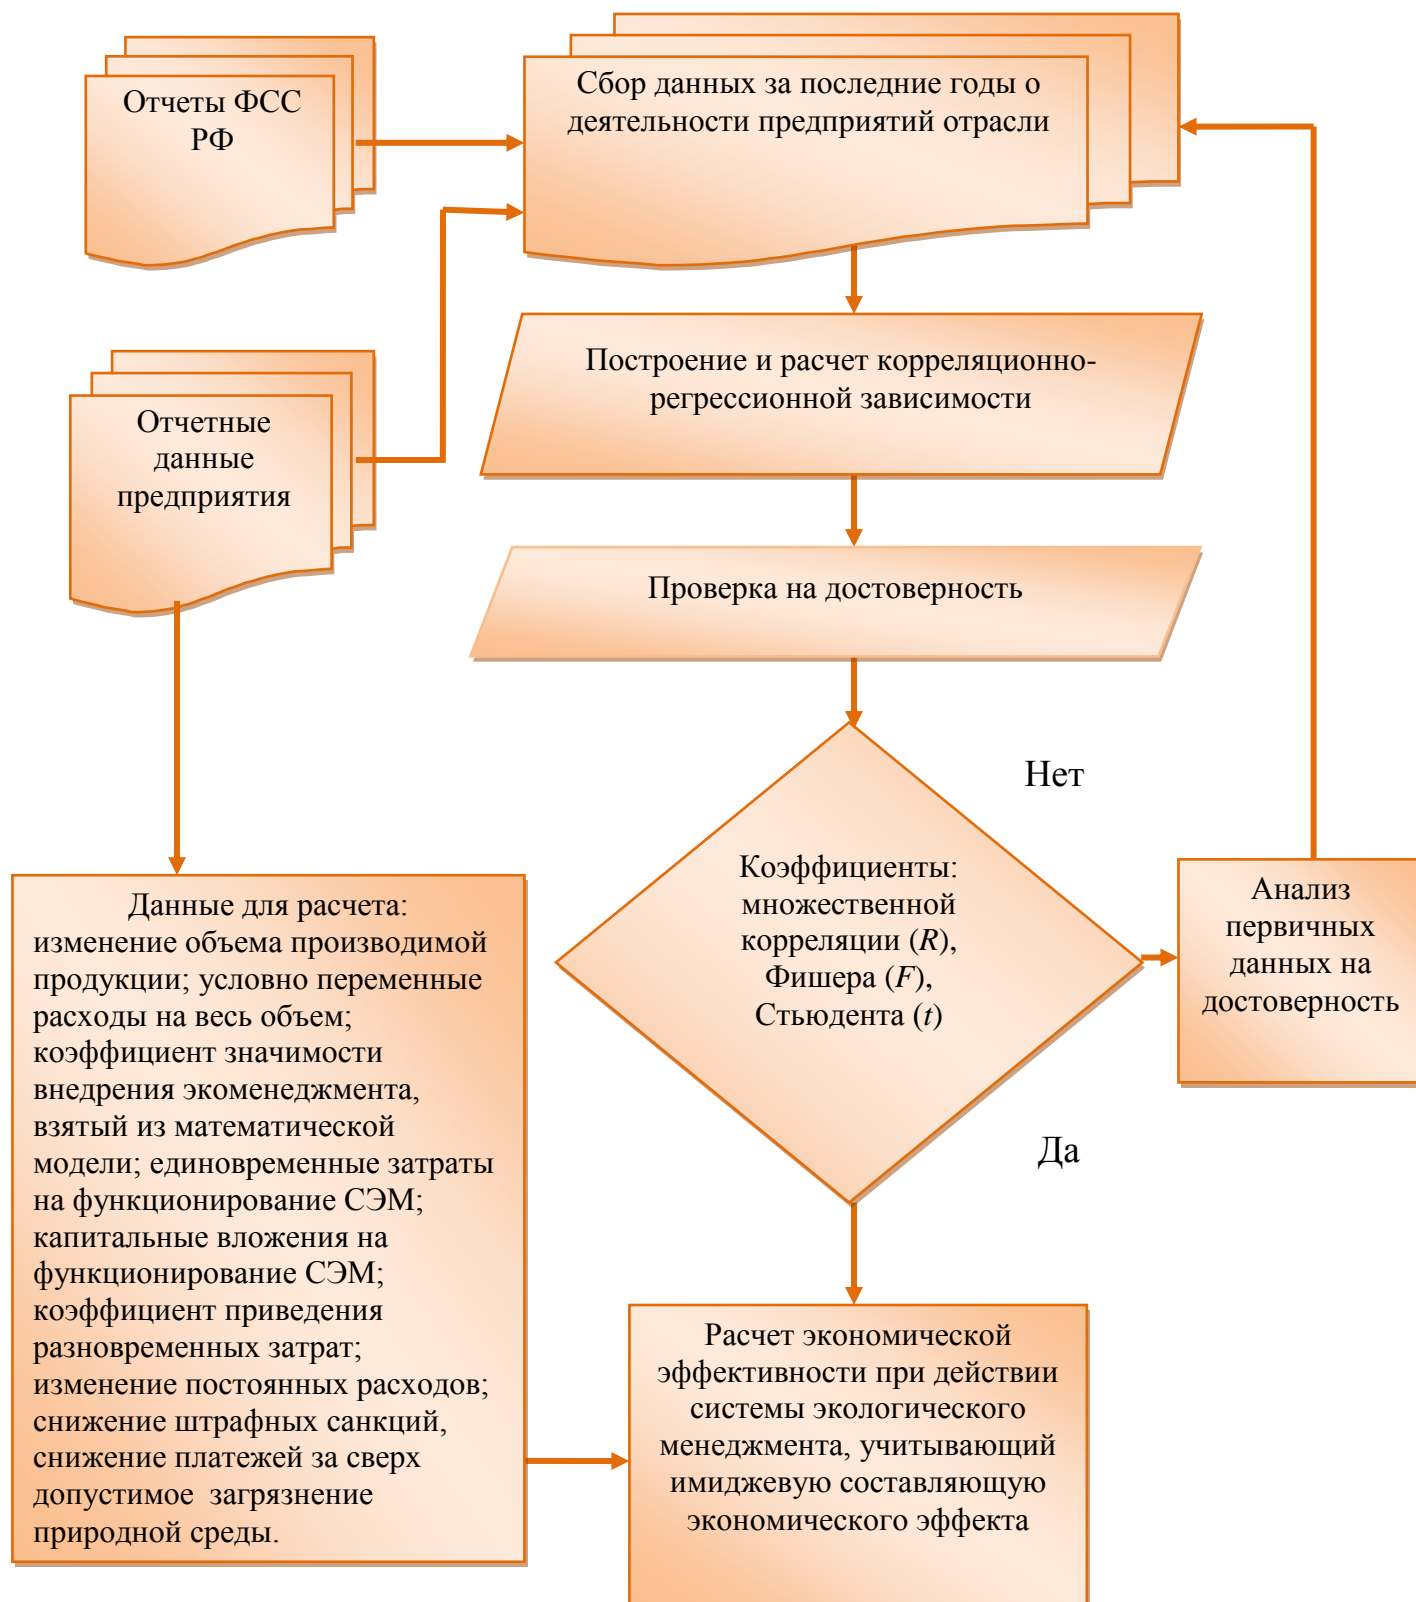 Отчеты ФСС
РФ
Сбор данных за последние годы о
деятельности предприятий отрасли
Построение и расчет корреляционно-
регрессионной зависимости
Отчетные
данные
предприятия
Проверка на достоверность
Нет
Коэффициенты:
множественной
корреляции (R),
Фишера (F),
Стьюдента (t)
Анализ
первичных
данных на
достоверность
Да
Данные для расчета:
изменение объема производимой
продукции; условно переменные
расходы на весь объем;
коэффициент значимости
внедрения экоменеджмента,
взятый из математической
модели; единовременные затраты
на функционирование СЭМ;
капитальные вложения на
функционирование СЭМ;
коэффициент приведения
разновременных затрат;
изменение постоянных расходов;
снижение штрафных санкций,
снижение платежей за сверх
допустимое загрязнение
природной среды.
Расчет экономической
эффективности при действии
системы экологического
менеджмента, учитывающий
имиджевую составляющую
экономического эффекта